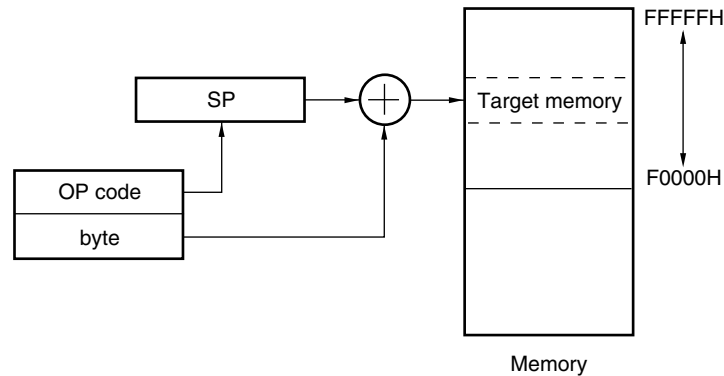 FFFFFH
SP
Target memory
OP code
F0000H
byte
Memory